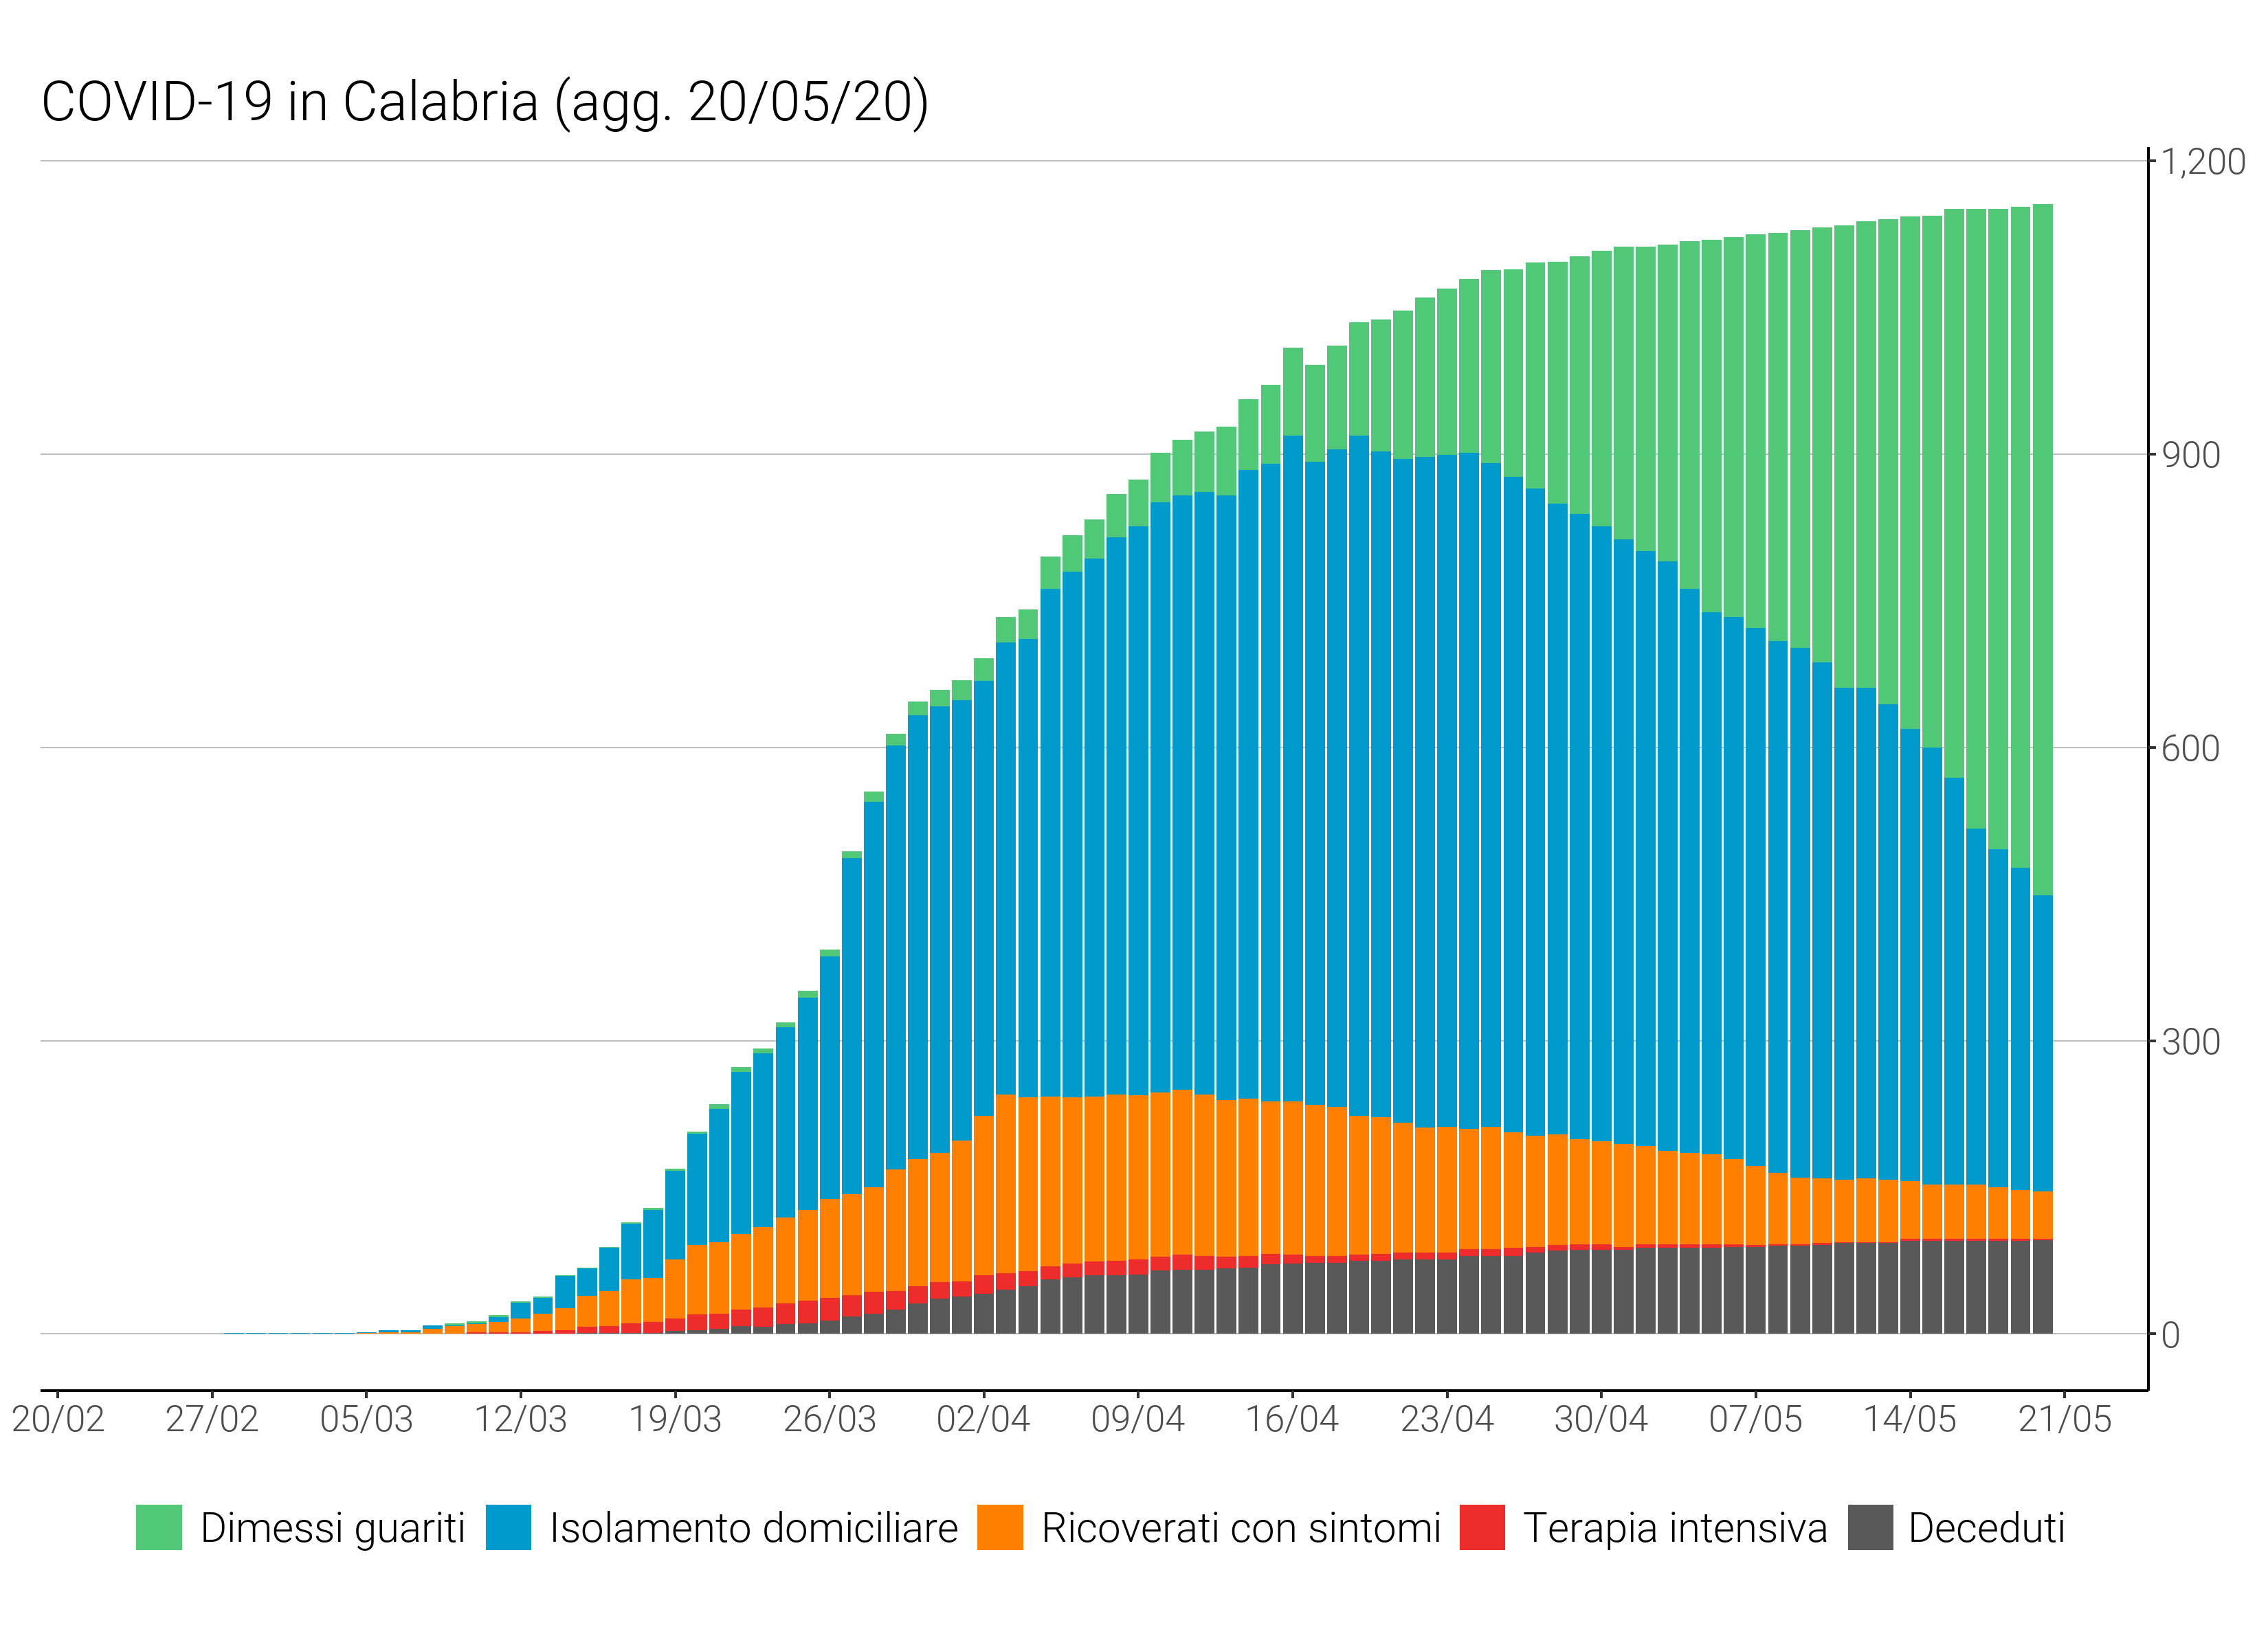 COVID-19 in Calabria (agg. 20/05/20)
1,200
900
600
300
0
20/02 27/02 05/03 12/03 19/03 26/03 02/04 09/04 16/04 23/04 30/04 07/05 14/05 21/05
Dimessi guariti Isolamento domiciliare Ricoverati con sintomi Terapia intensiva Deceduti